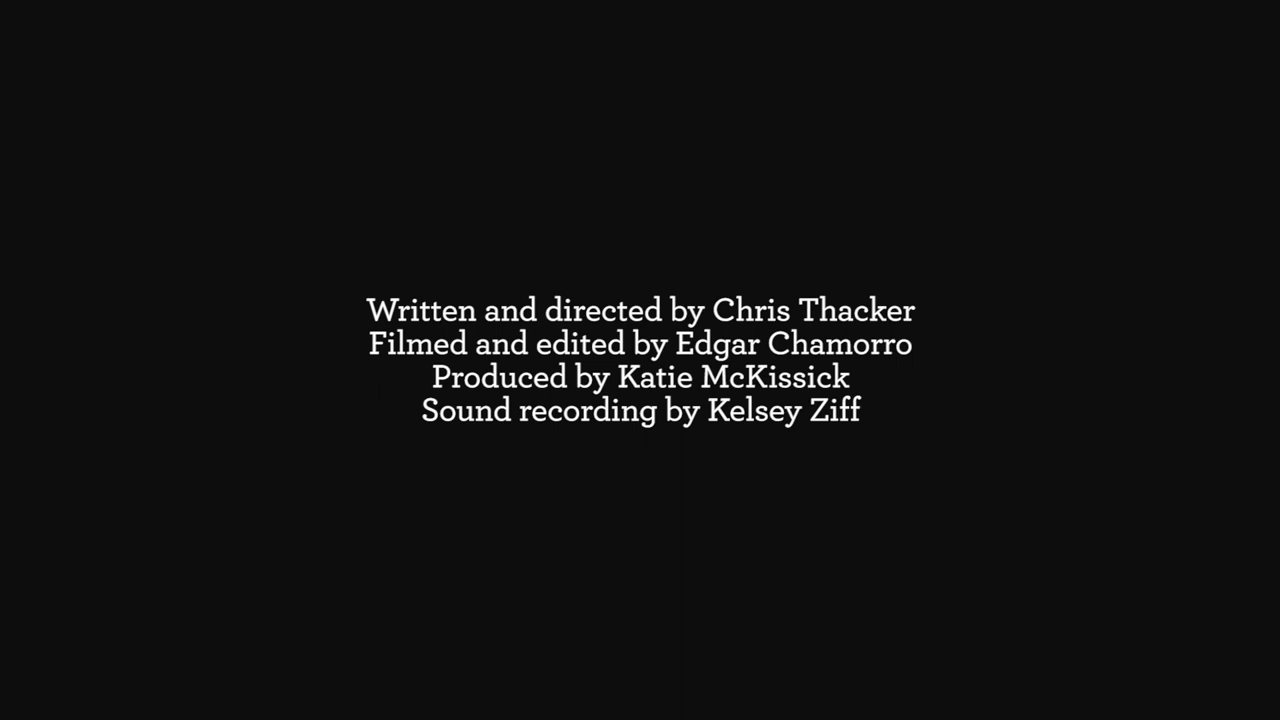 Written and directed by Chris Thacker
Filmed and edited by Edgar Chamorro
Produced by Katie McKissick
Sound recording by Kelsey Ziff